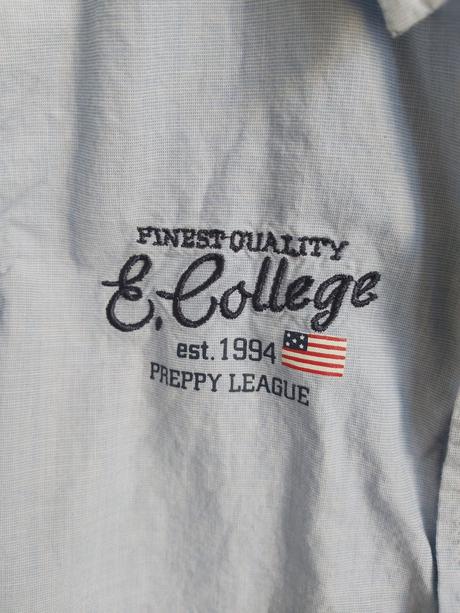 FINEST QUALITY
E. College
est. 1994
PREPPY LEAGUE